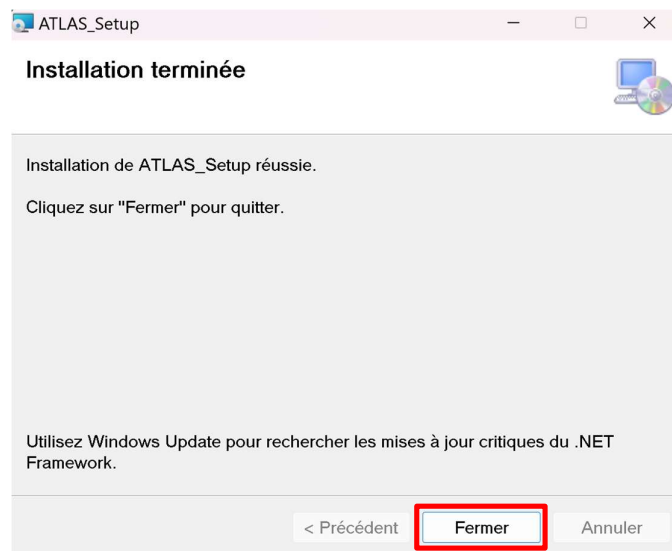 ATLAS_Setup
Installation terminée
Installation de ATLAS_Setup réussie.
Cliquez sur "Fermer" pour quitter.
Utilisez Windows Update pour rechercher les mises à jour critiques du .NET
Framework.
< Précédent Fermer Annuler